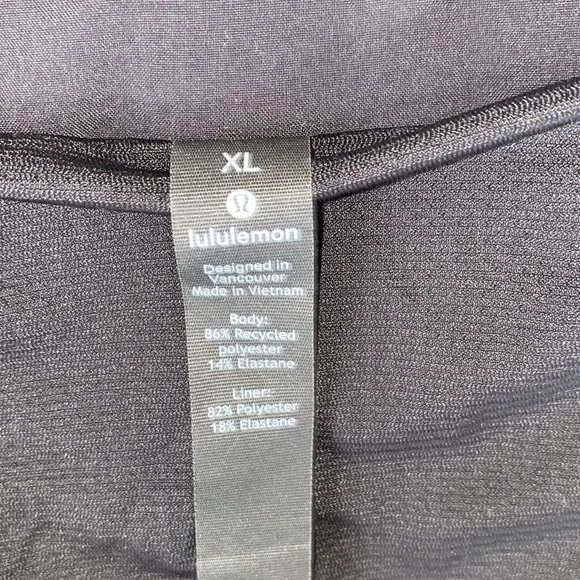 XL
lululemon
Designed in
Vancouver
Made in Vietnam
Body:
86% Recycled
polyester
14% Elastane
Liner:
82% Polyester
18% Elastane